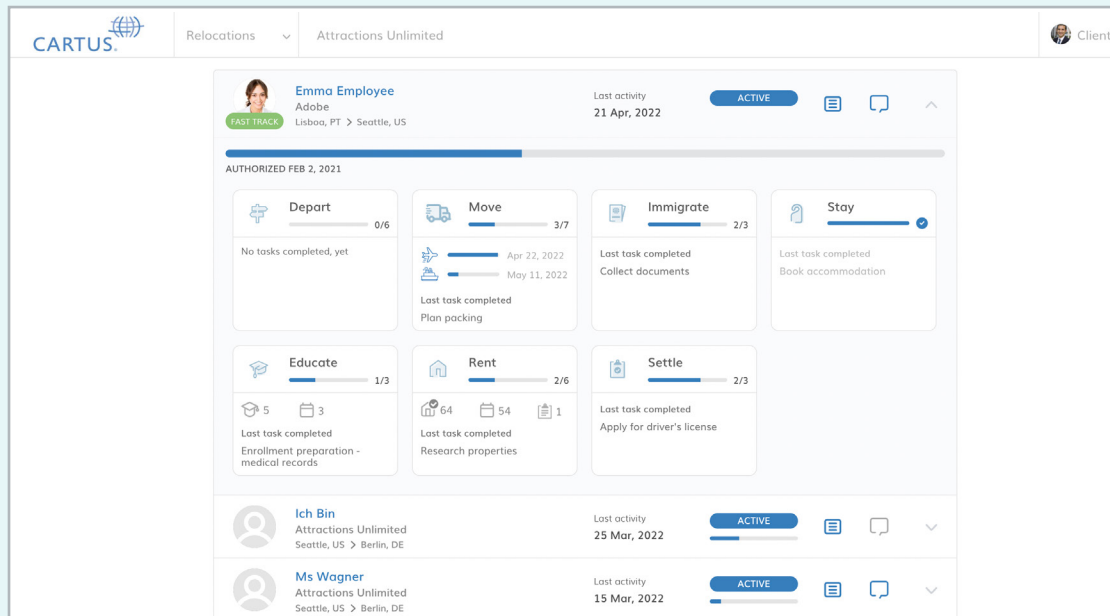 CARTUS®
Relocations
Attractions Unlimited
Client
Emma Employee
Adobe
FAST TRACK
Lisboa, PT > Seattle, US
Last activity
21 Apr, 2022
ACTIVE
AUTHORIZED FEB 2, 2021
Depart
0/6
No tasks completed, yet
Move
3/7
Apr 22, 2022
May 11, 2022
Last task completed
Plan packing
Immigrate
2/3
Last task completed
Collect documents
Stay
Last task completed
Book accommodation
Educate
1/3
5
3
Last task completed
Enrollment preparation -
medical records
Rent
2/6
64
54
1
Last task completed
Research properties
Settle
2/3
Last task completed
Apply for driver's license
Ich Bin
Attractions Unlimited
Seattle, US > Berlin, DE
Last activity
25 Mar, 2022
ACTIVE
Ms Wagner
Attractions Unlimited
Seattle, US > Berlin, DE
Last activity
15 Mar, 2022
ACTIVE